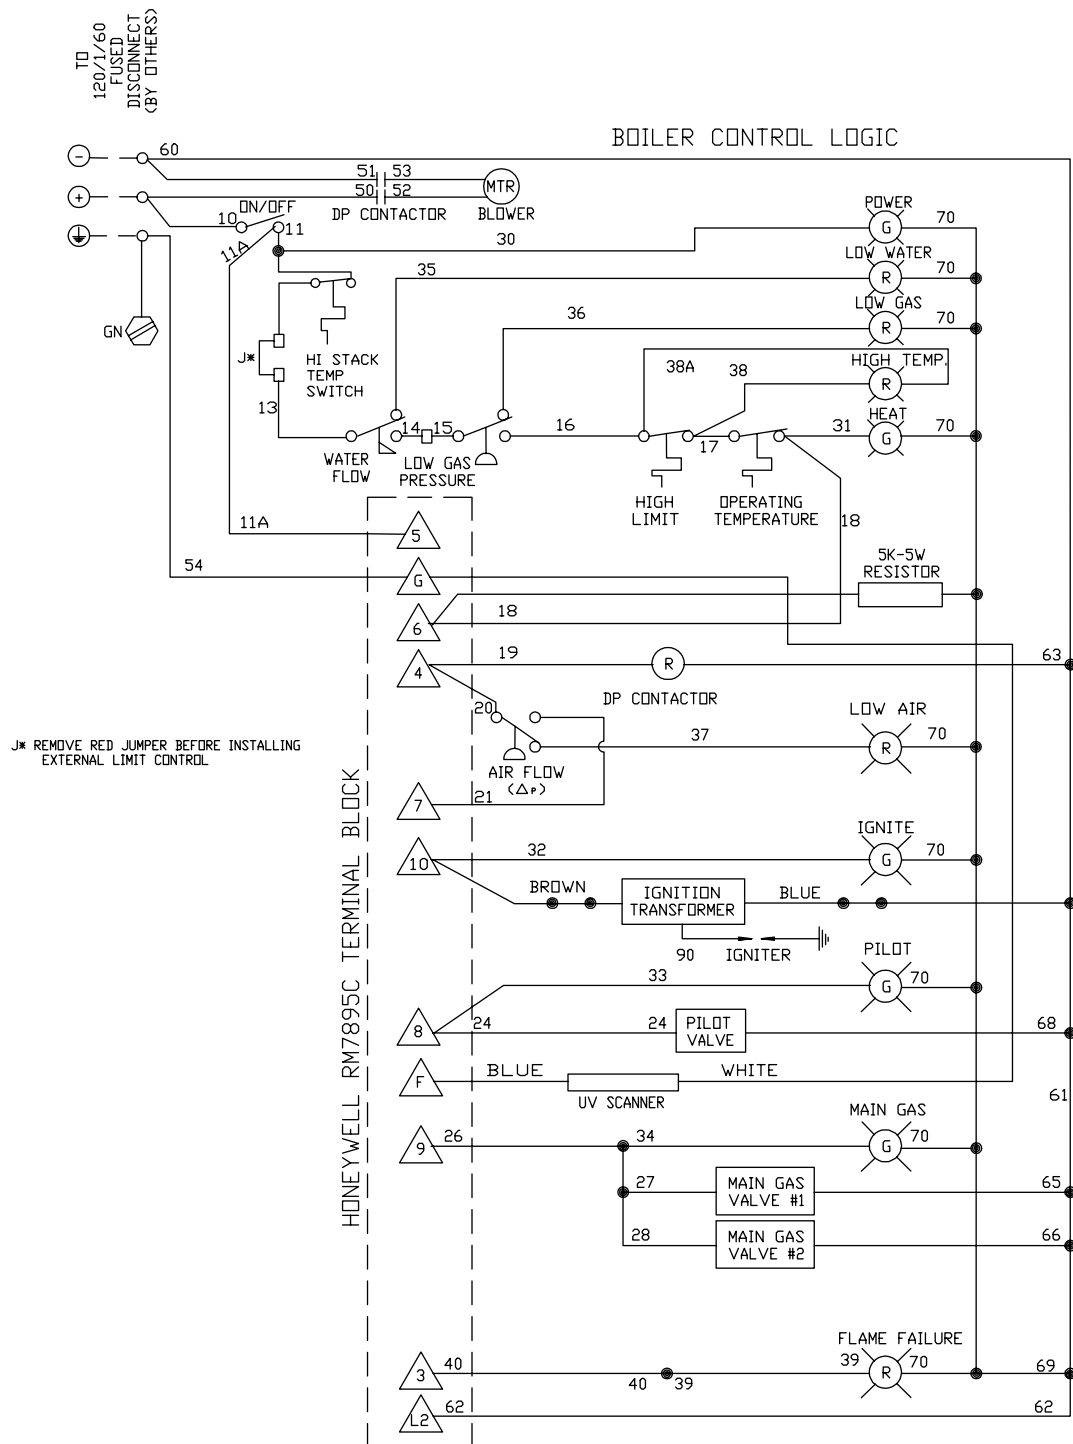 TO
120/1/60
FUSED
DISCONNECT
(BY OTHERS)
BOILER CONTROL LOGIC
-
60
51
53
+
50
52
MTR
ON/OFF
DP CONTACTOR
BLOWER
10
11
POWER
G
70
11A
30
LOW WATER
35
R
70
LOW GAS
36
R
70
GN
J*
HI STACK
TEMP
SWITCH
38A
38
HIGH TEMP.
R
13
HEAT
14
15
16
17
31
G
70
WATER
FLOW
LOW GAS
PRESSURE
HIGH
LIMIT
OPERATING
TEMPERATURE
11A
5
18
54
G
5K-5W
RESISTOR
6
18
4
19
R
63
DP CONTACTOR
20
LOW AIR
37
R
70
J* REMOVE RED JUMPER BEFORE INSTALLING
EXTERNAL LIMIT CONTROL
AIR FLOW
(ΔP)
7
21
HONEYWELL RM7895C TERMINAL BLOCK
IGNITE
10
32
G
70
BROWN
IGNITION
TRANSFORMER
BLUE
90
IGNITER
PILOT
33
G
70
8
24
24
PILOT
VALVE
68
F
BLUE
WHITE
UV SCANNER
61
MAIN GAS
9
26
34
G
70
27
MAIN GAS
VALVE #1
65
28
MAIN GAS
VALVE #2
66
FLAME FAILURE
3
40
40
39
39
R
70
69
L2
62
62